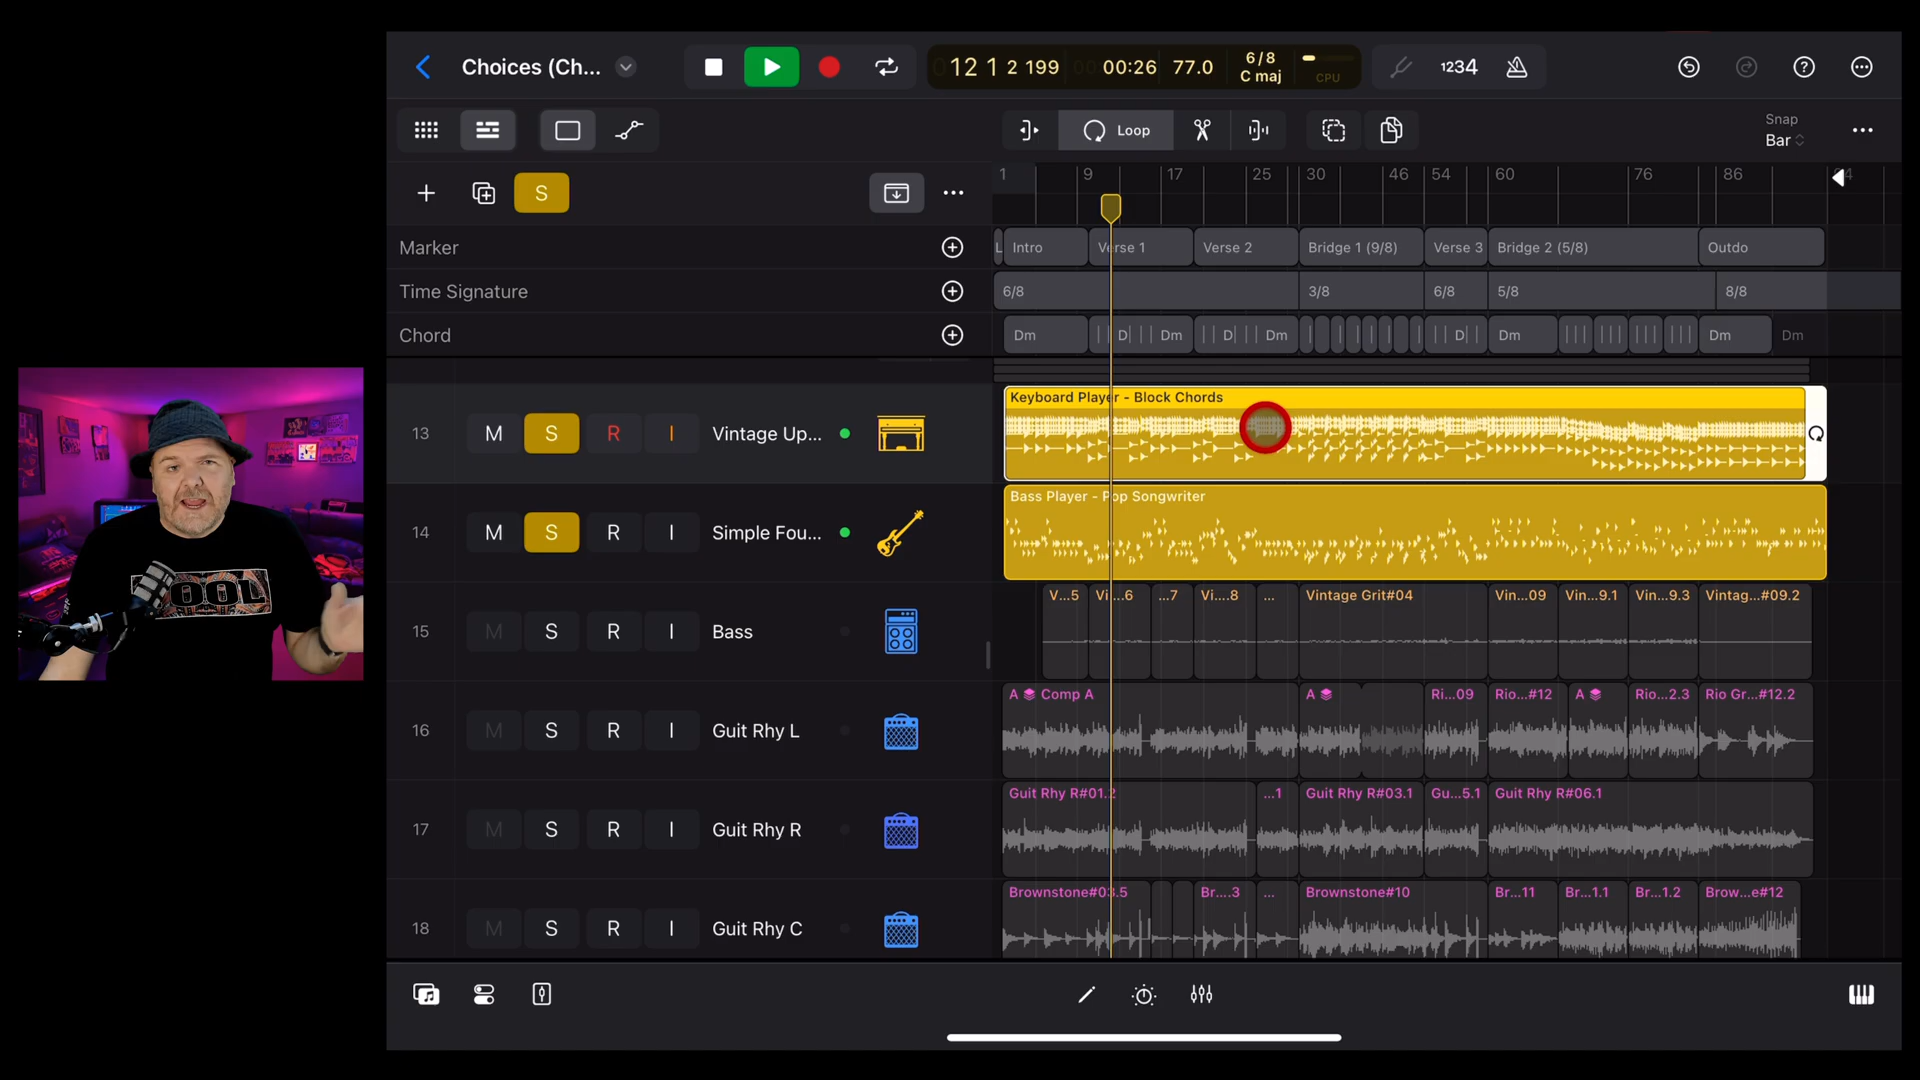 Choices (Ch...
12 1 2 199
00:26
77.0
6/8
C maj
CPU
1234
Loop
Snap
Bar
S
1 9 17 25 30 46 54 60 76 86
Marker
Intro Verse 1 Verse 2 Bridge 1 (9/8) Verse 3 Bridge 2 (5/8) Outdo
Time Signature
6/8 3/8 6/8 5/8 8/8
Chord
Dm D Dm D Dm D Dm Dm Dm
Keyboard Player - Block Chords
13 M S R I Vintage Up...
Bass Player - Pop Songwriter
14 M S R I Simple Fou...
V...5 Vi...6 ...7 Vi....8 ... Vintage Grit#04 Vin...09 Vin...9.1 Vin...9.3 Vintag...#09.2
15 M S R I Bass
A Comp A A Ri...09 Rio...#12 A Rio...2.3 Rio Gr...#12.2
16 M S R I Guit Rhy L
Guit Rhy R#01.2 ...1 Guit Rhy R#03.1 Gu...5.1 Guit Rhy R#06.1
17 M S R I Guit Rhy R
Brownstone#03.5 Br....3 ... Brownstone#10 Br...11 Br...1.1 Br...1.2 Brow...e#12
18 M S R I Guit Rhy C
TOOL